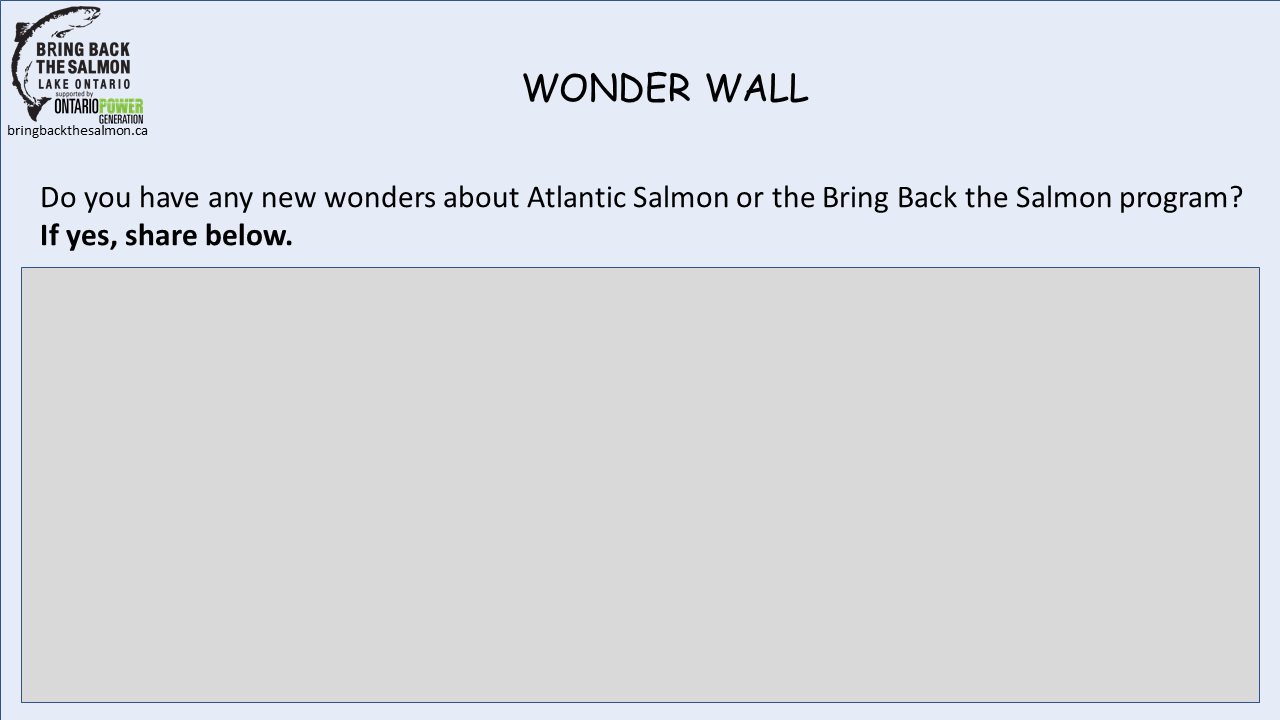 BRING BACK
THE SALMON
LAKE ONTARIO
supported by
ONTARIOPOWER
GENERATION
bringbackthesalmon.ca
WONDER WALL
Do you have any new wonders about Atlantic Salmon or the Bring Back the Salmon program?
If yes, share below.